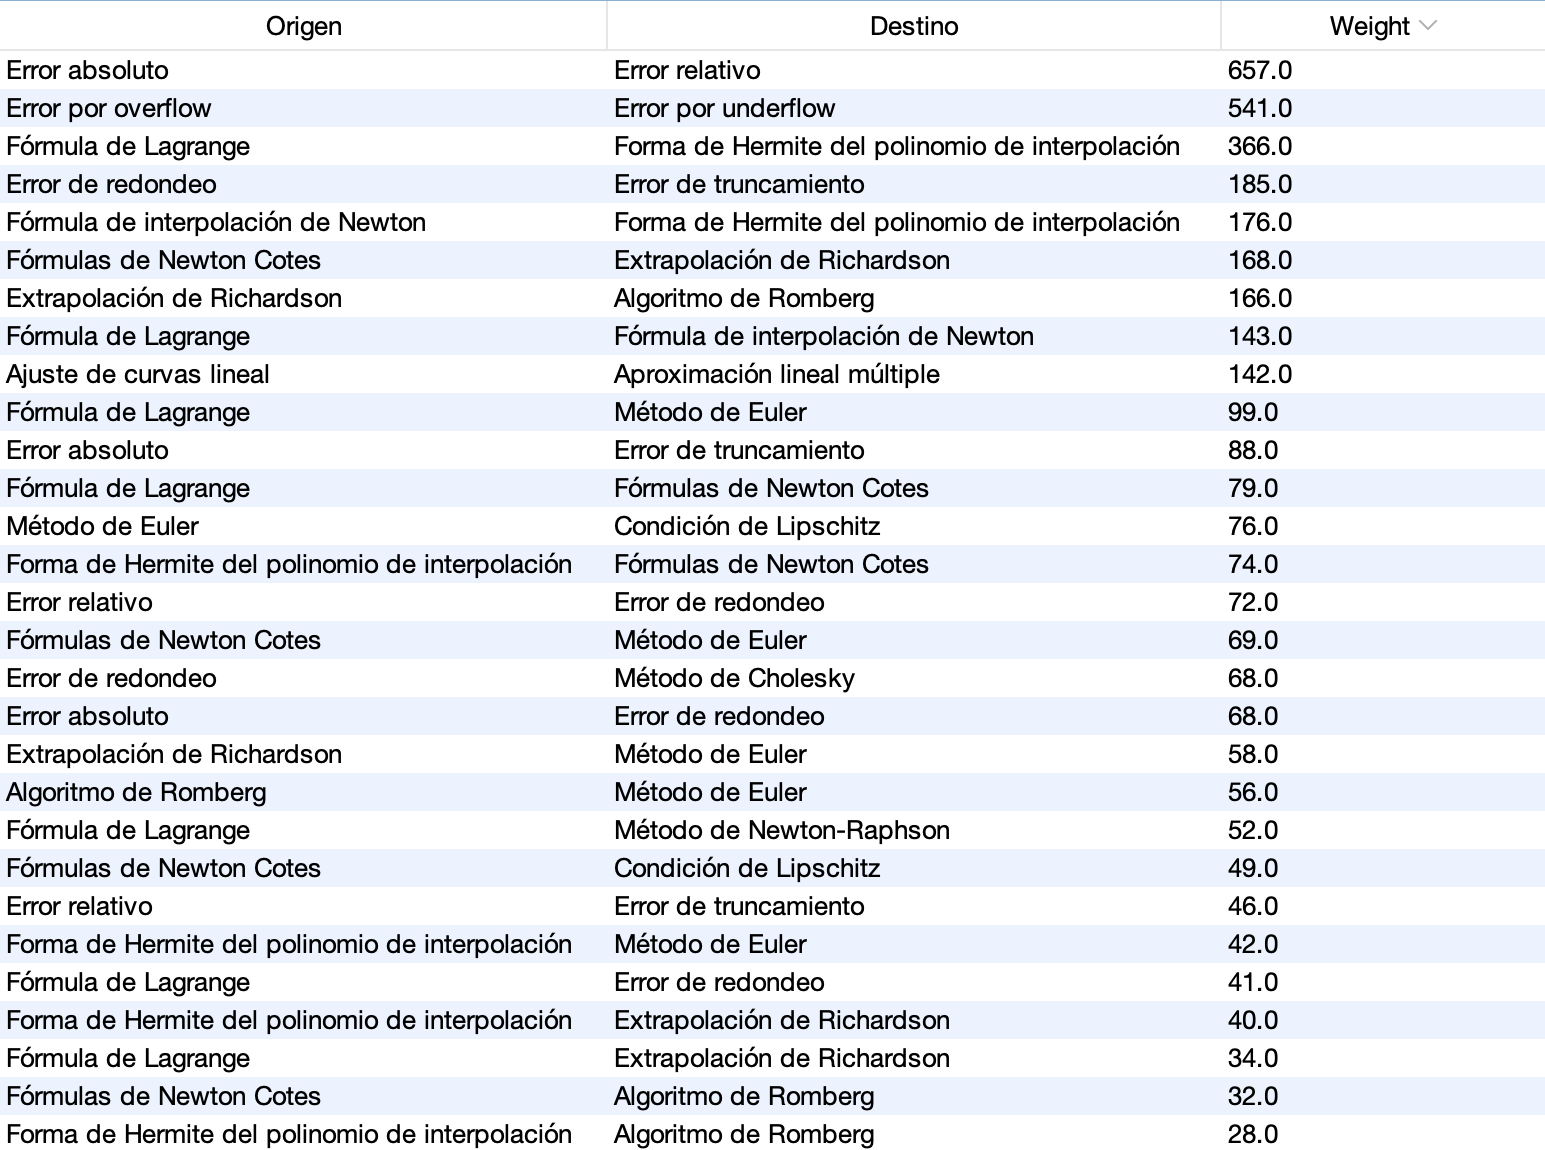 Origen Destino Weight
Error absoluto Error relativo 657.0
Error por overflow Error por underflow 541.0
Fórmula de Lagrange Forma de Hermite del polinomio de interpolación 366.0
Error de redondeo Error de truncamiento 185.0
Fórmula de interpolación de Newton Forma de Hermite del polinomio de interpolación 176.0
Fórmulas de Newton Cotes Extrapolación de Richardson 168.0
Extrapolación de Richardson Algoritmo de Romberg 166.0
Fórmula de Lagrange Fórmula de interpolación de Newton 143.0
Ajuste de curvas lineal Aproximación lineal múltiple 142.0
Fórmula de Lagrange Método de Euler 99.0
Error absoluto Error de truncamiento 88.0
Fórmula de Lagrange Fórmulas de Newton Cotes 79.0
Método de Euler Condición de Lipschitz 76.0
Forma de Hermite del polinomio de interpolación Fórmulas de Newton Cotes 74.0
Error relativo Error de redondeo 72.0
Fórmulas de Newton Cotes Método de Euler 69.0
Error de redondeo Método de Cholesky 68.0
Error absoluto Error de redondeo 68.0
Extrapolación de Richardson Método de Euler 58.0
Algoritmo de Romberg Método de Euler 56.0
Fórmula de Lagrange Método de Newton-Raphson 52.0
Fórmulas de Newton Cotes Condición de Lipschitz 49.0
Error relativo Error de truncamiento 46.0
Forma de Hermite del polinomio de interpolación Método de Euler 42.0
Fórmula de Lagrange Error de redondeo 41.0
Forma de Hermite del polinomio de interpolación Extrapolación de Richardson 40.0
Fórmula de Lagrange Extrapolación de Richardson 34.0
Fórmulas de Newton Cotes Algoritmo de Romberg 32.0
Forma de Hermite del polinomio de interpolación Algoritmo de Romberg 28.0